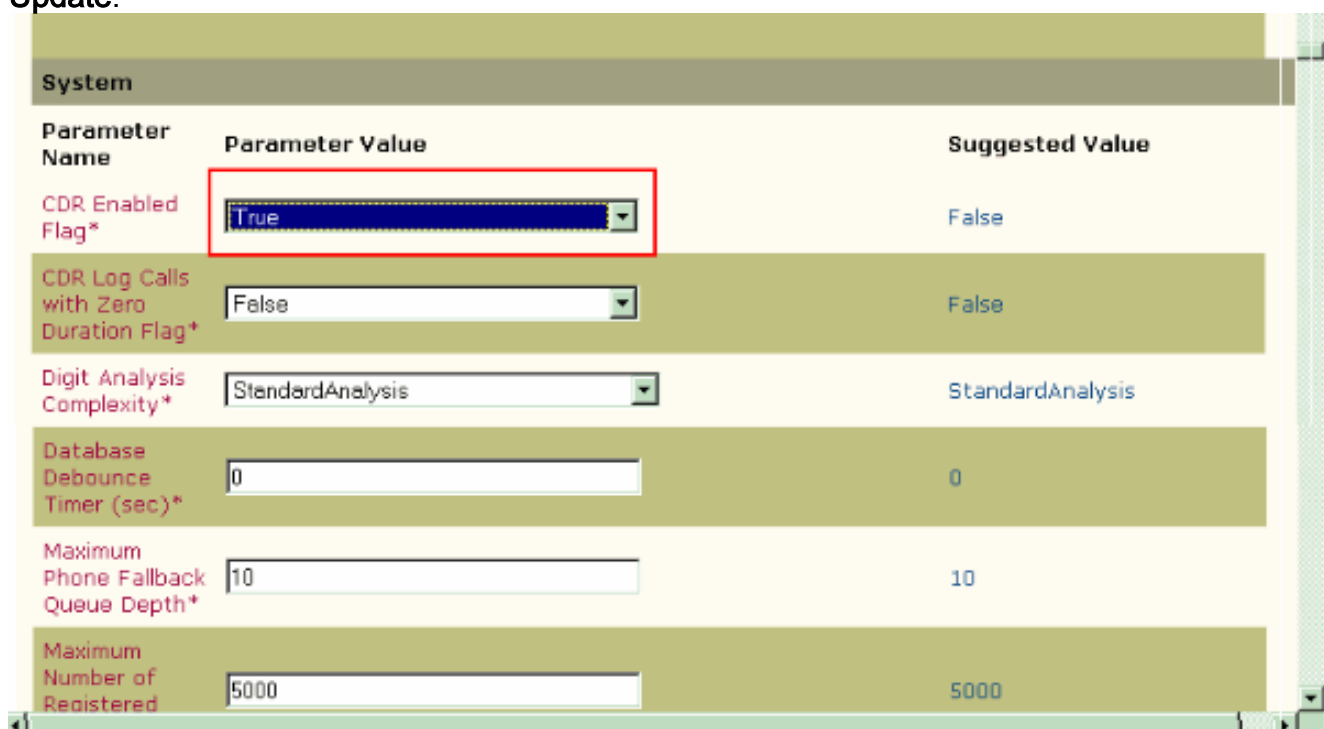 Update.
System
Parameter Name Parameter Value Suggested Value
CDR Enabled Flag* True False
CDR Log Calls with Zero Duration Flag* False False
Digit Analysis Complexity* StandardAnalysis StandardAnalysis
Database Debounce Timer (sec)* 0 0
Maximum Phone Fallback Queue Depth* 10 10
Maximum Number of Registered 5000 5000